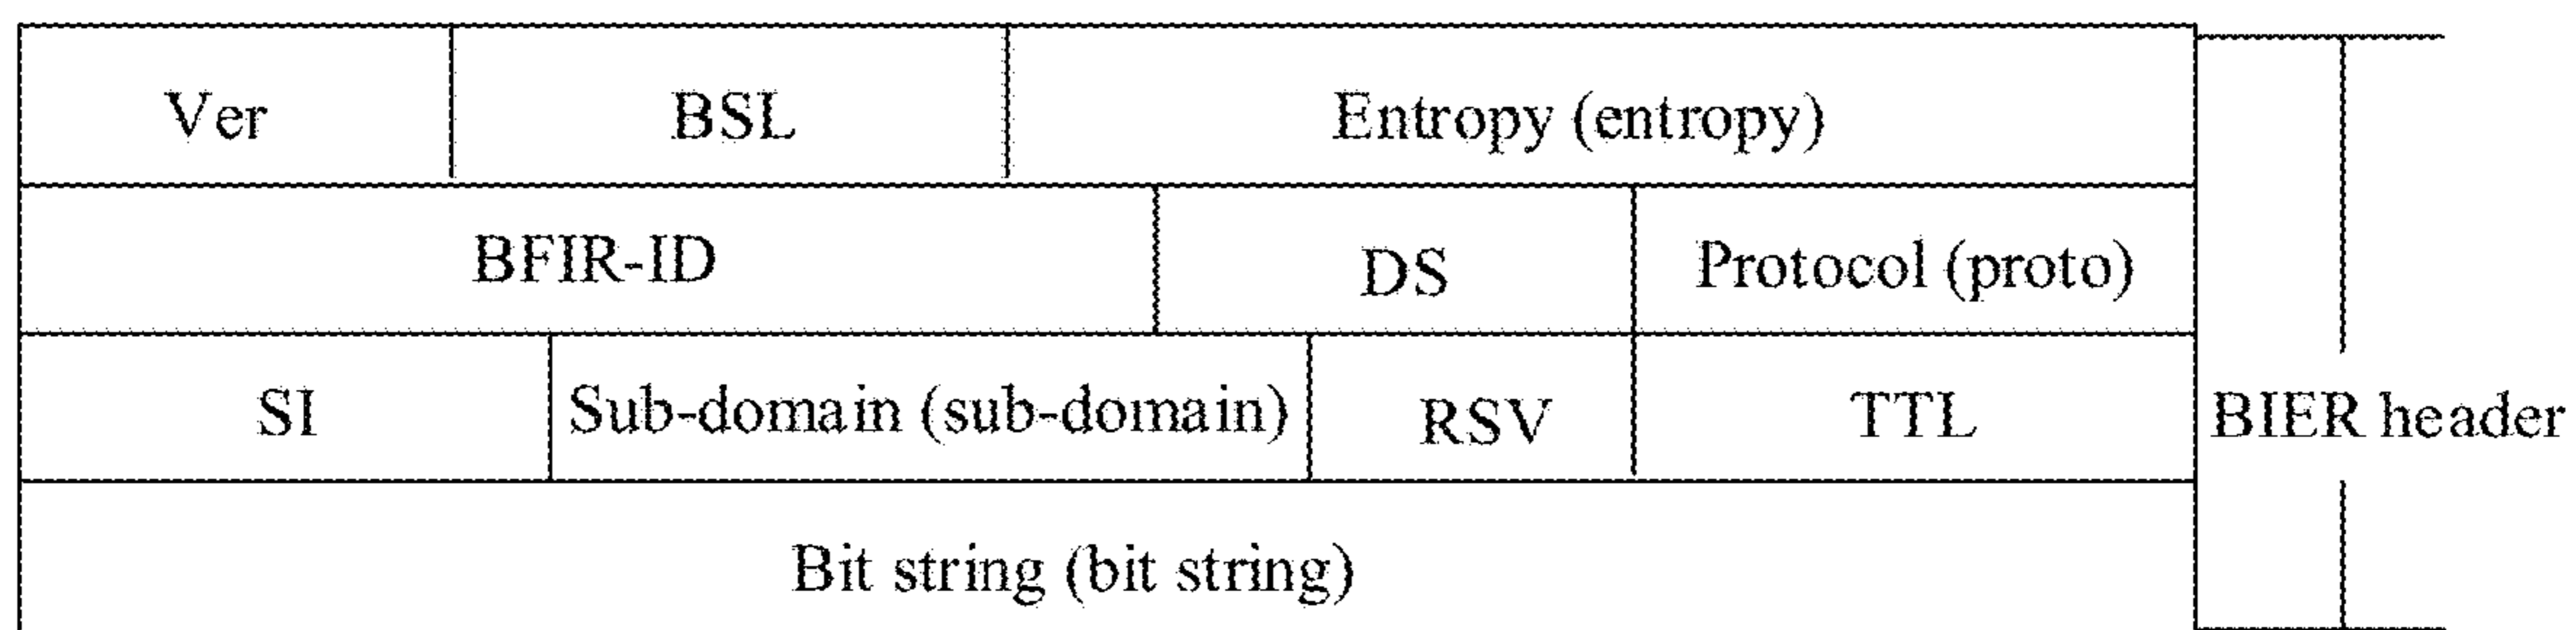 Ver BSL Entropy (entropy)
BFIR-ID DS Protocol (proto)
SI Sub-domain (sub-domain) RSV TTL BIER header
Bit string (bit string)